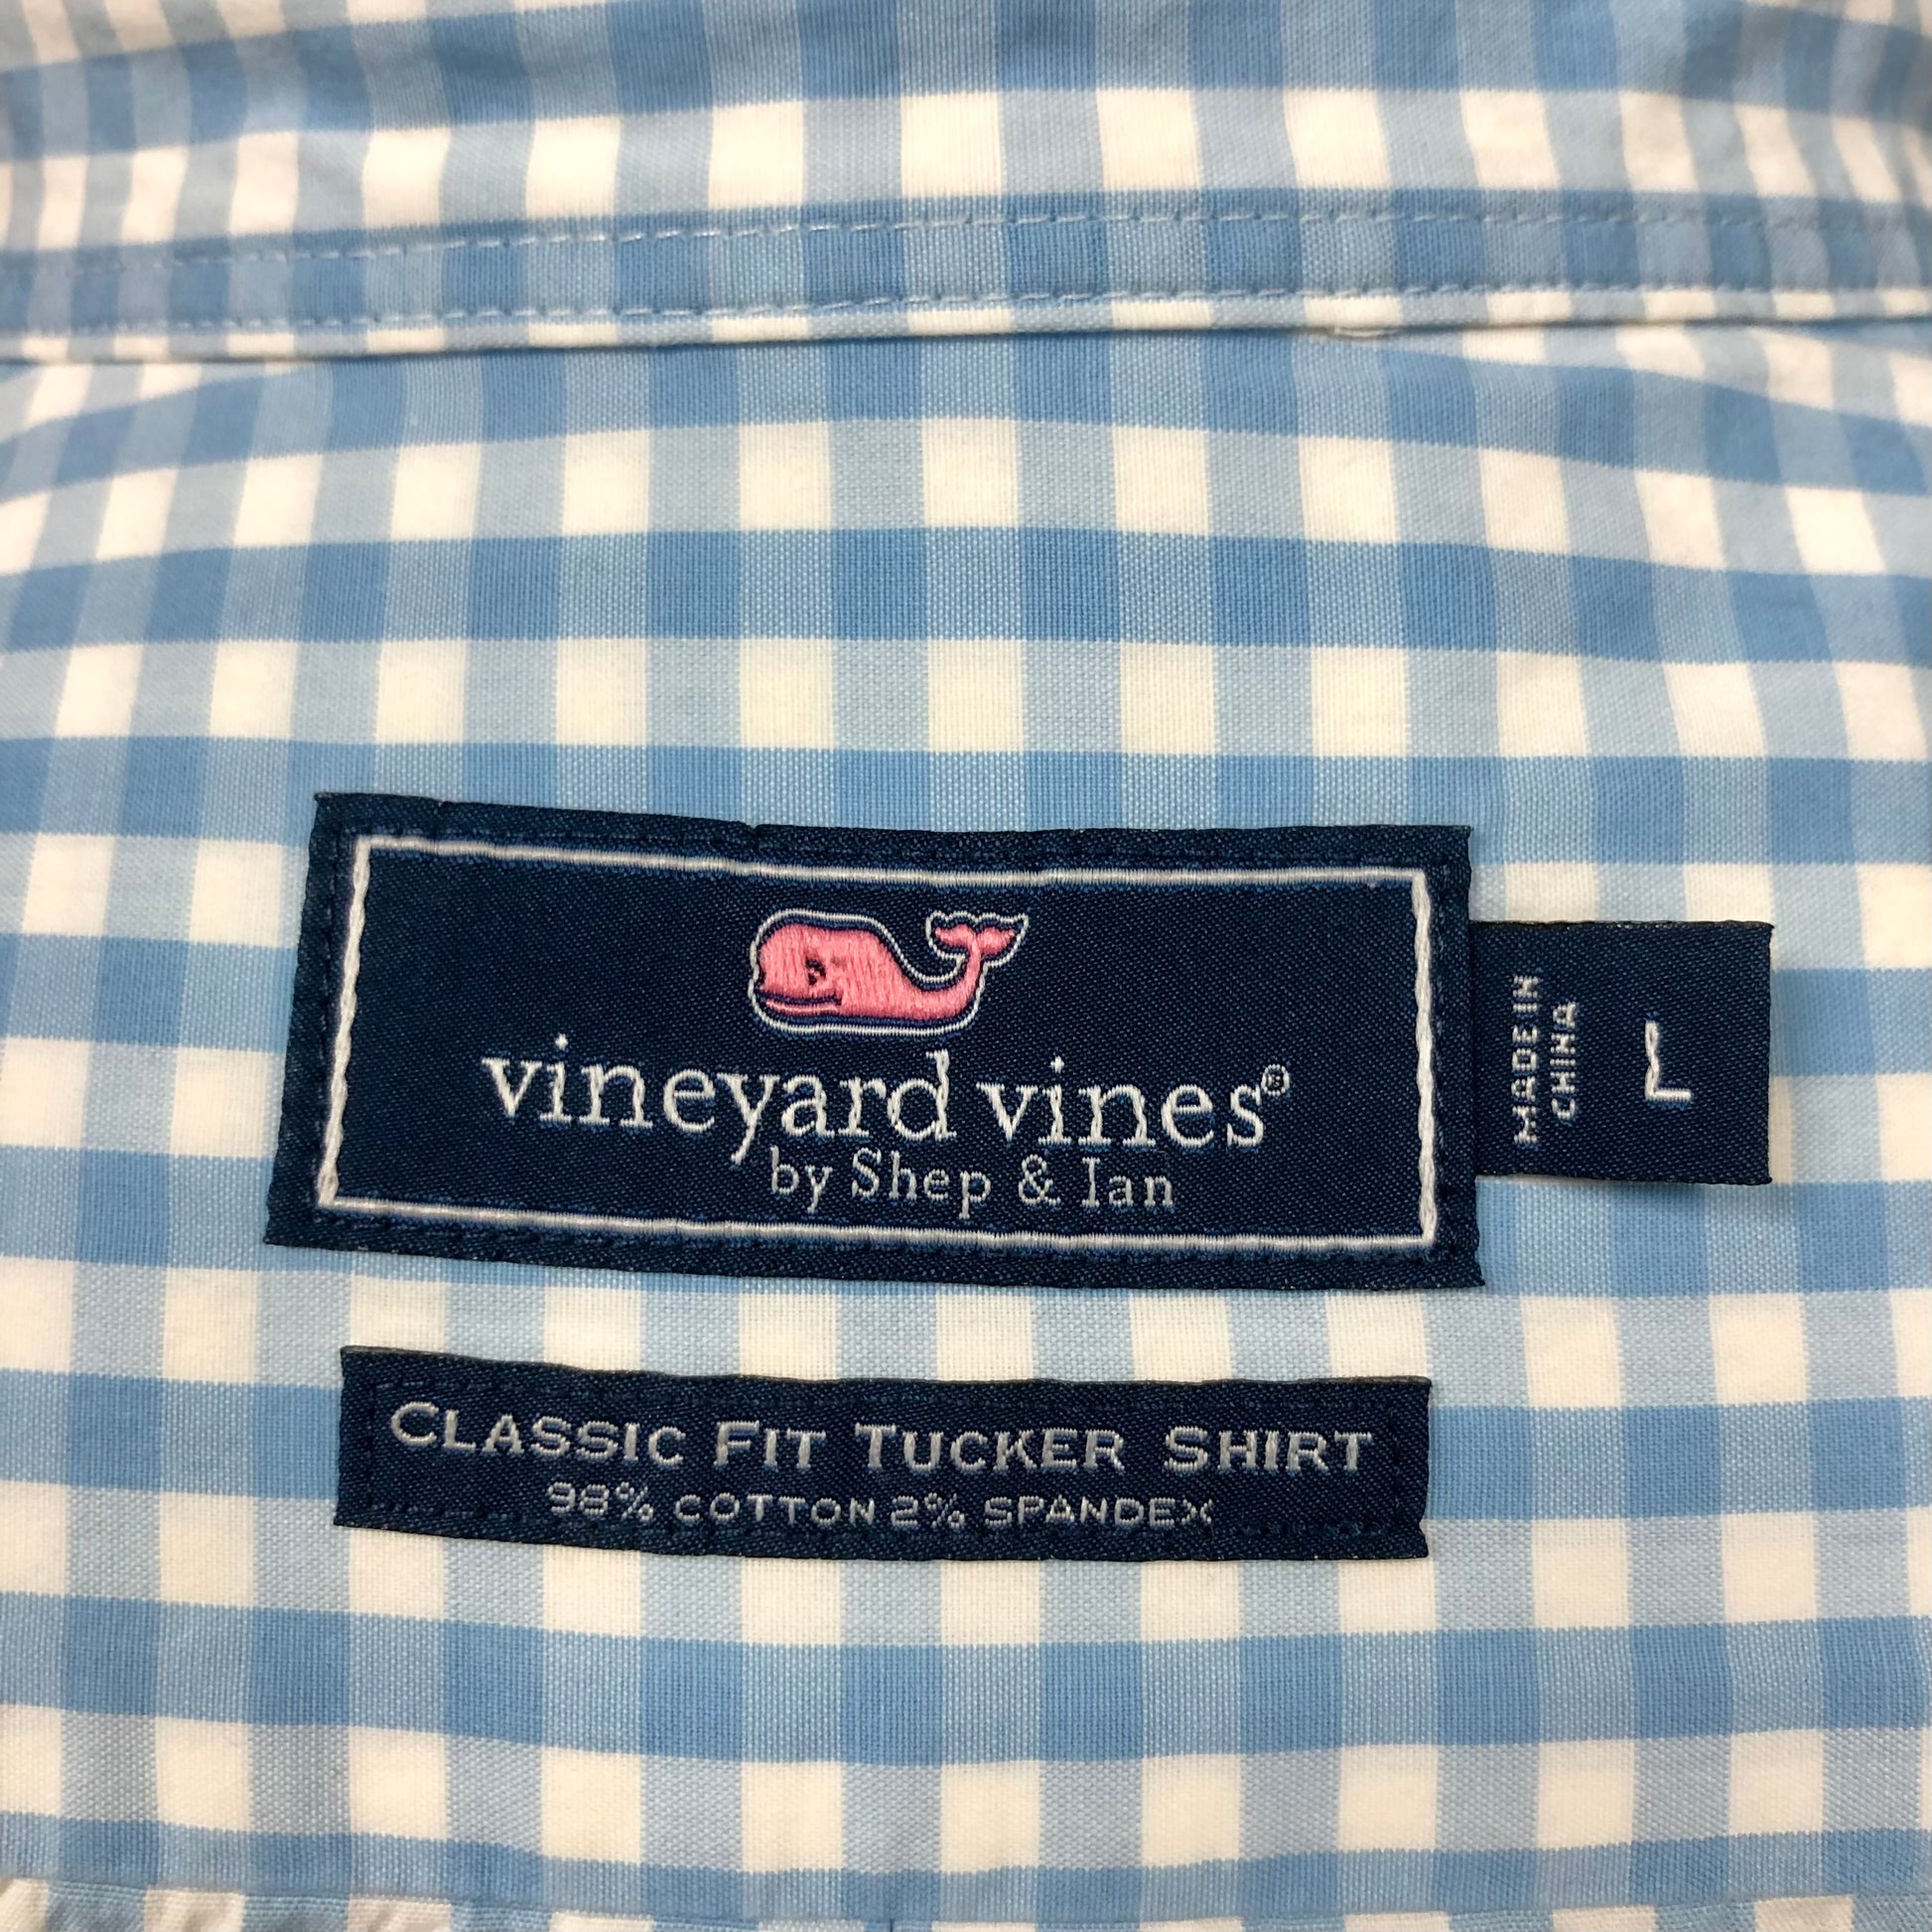 vineyard vines®
by Shep & Ian
MADE IN
CHINA
L
CLASSIC FIT TUCKER SHIRT
98% COTTON 2% SPANDEX